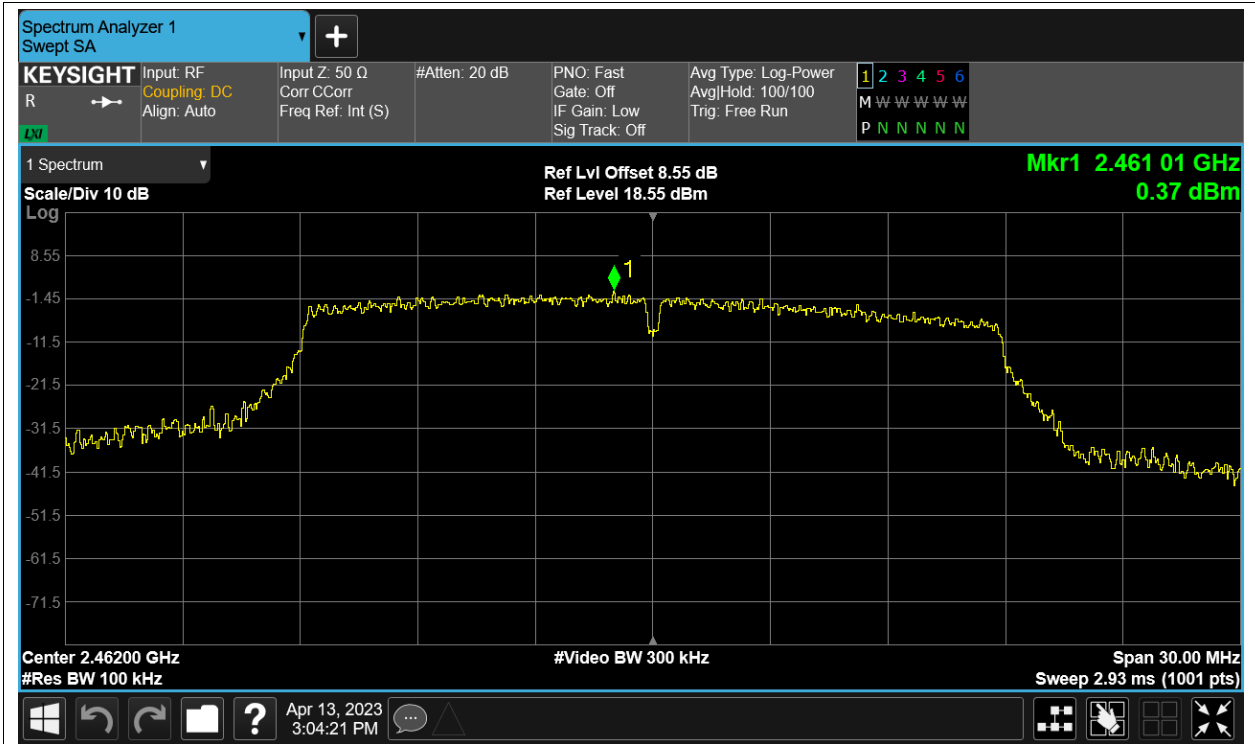 Spectrum Analyzer 1
Swept SA
KEYSIGHT
R
LXI
Input: RF
Coupling: DC
Align: Auto
Input Z: 50 Ω
Corr CCorr
Freq Ref: Int (S)
#Atten: 20 dB
PNO: Fast
Gate: Off
IF Gain: Low
Sig Track: Off
Avg Type: Log-Power
Avg|Hold: 100/100
Trig: Free Run
1 2 3 4 5 6
M W W W W W
P N N N N N
1 Spectrum
Scale/Div 10 dB
Log
Ref Lvl Offset 8.55 dB
Ref Level 18.55 dBm
Mkr1 2.461 01 GHz
0.37 dBm
1
8.55
-1.45
-11.5
-21.5
-31.5
-41.5
-51.5
-61.5
-71.5
Center 2.46200 GHz
#Res BW 100 kHz
#Video BW 300 kHz
Span 30.00 MHz
Sweep 2.93 ms (1001 pts)
?
Apr 13, 2023
3:04:21 PM